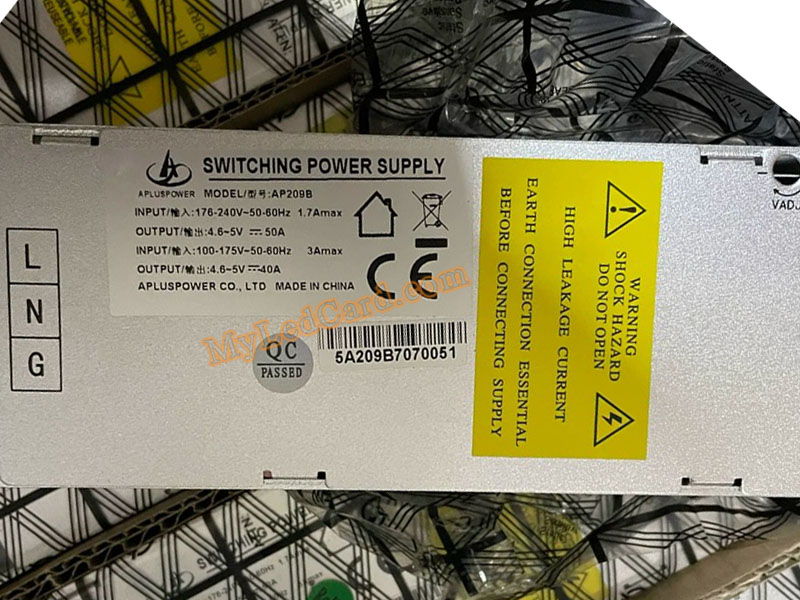 SWITCHING POWER SUPPLY
APLUSPOWER MODEL/型号:AP209B
INPUT/输入:176-240V~50-60Hz 1.7Amax
OUTPUT/输出:4.6~5V 50A
INPUT/输入:100-175V~50-60Hz 3Amax
OUTPUT/输出:4.6~5V 40A
APLUSPOWER CO., LTD MADE IN CHINA
CE
L
N
G
QC
PASSED
5A209B7070051
MyLedCard.com
WARNING
SHOCK HAZARD
DO NOT OPEN
HIGH LEAKAGE CURRENT
EARTH CONNECTION ESSENTIAL
BEFORE CONNECTING SUPPLY
VADJ
SWITCHING